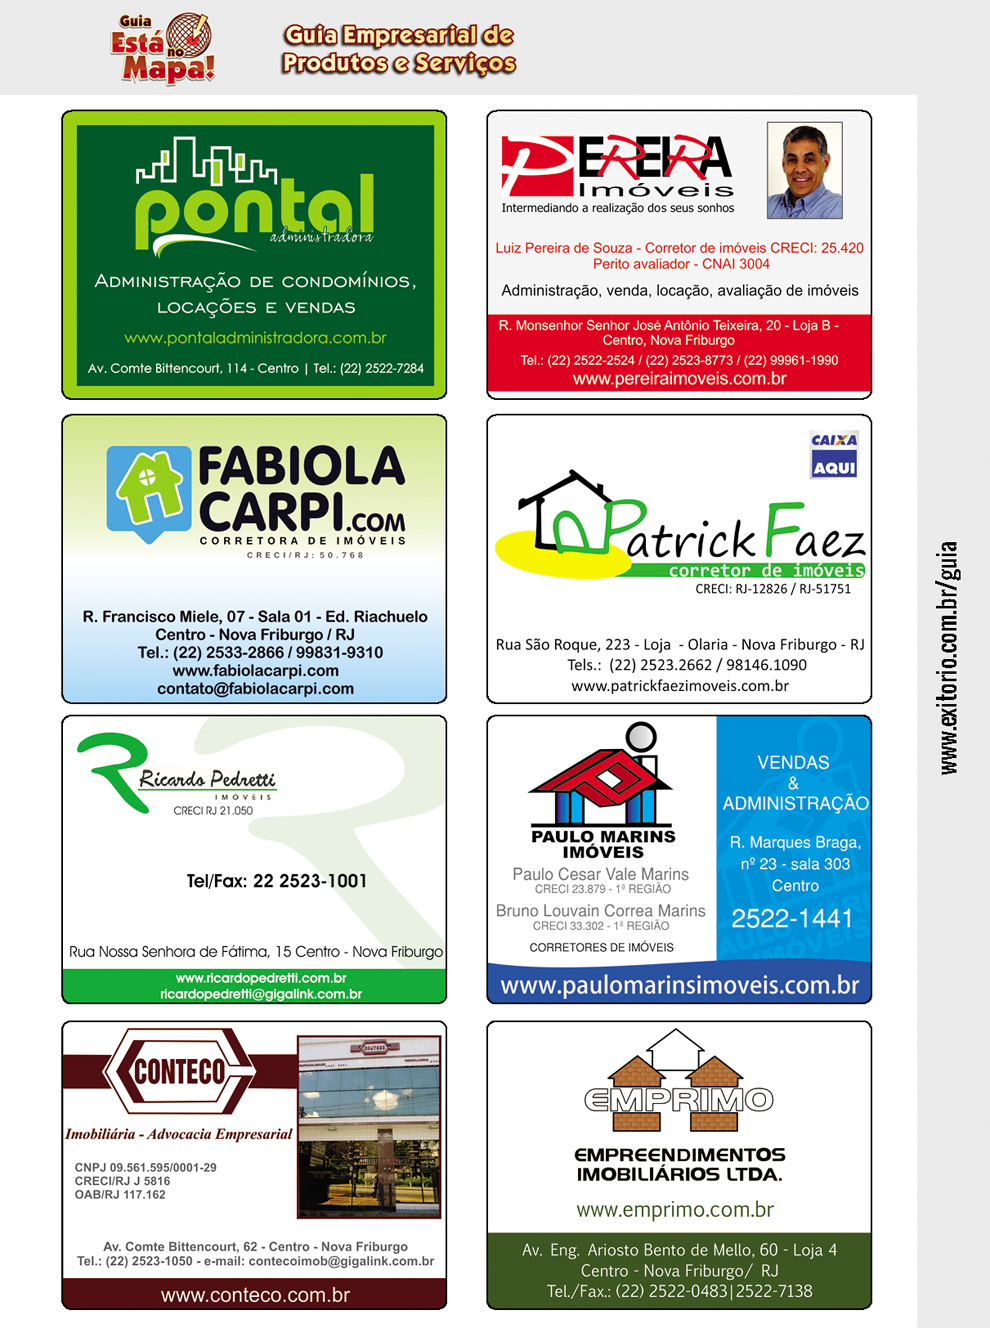 Guia
Está
no
Mapa!
Guia Empresarial de
Produtos e Serviços
pontal
administradora
Administração de condomínios,
locações e vendas
www.pontaladministradora.com.br
Av. Comte Bittencourt, 114 - Centro | Tel.: (22) 2522-7284
PEREIRA
Imóveis
Intermediando a realização dos seus sonhos
Luiz Pereira de Souza - Corretor de imóveis CRECI: 25.420
Perito avaliador - CNAI 3004
Administração, venda, locação, avaliação de imóveis
R. Monsenhor Senhor José Antônio Teixeira, 20 - Loja B -
Centro, Nova Friburgo
Tel.: (22) 2522-2524 / (22) 2523-8773 / (22) 99961-1990
www.pereiraimoveis.com.br
FABIOLA
CARPI.COM
CORRETORA DE IMÓVEIS
CRECI/RJ: 50.768
R. Francisco Miele, 07 - Sala 01 - Ed. Riachuelo
Centro - Nova Friburgo / RJ
Tel.: (22) 2533-2866 / 99831-9310
www.fabiolacarpi.com
contato@fabiolacarpi.com
CAIXA
AQUI
Patrick Faez
corretor de imóveis
CRECI: RJ-12826 / RJ-51751
Rua São Roque, 223 - Loja - Olaria - Nova Friburgo - RJ
Tels.: (22) 2523.2662 / 98146.1090
www.patrickfaezimoveis.com.br
Ricardo Pedretti
IMÓVEIS
CRECI RJ 21.050
Tel/Fax: 22 2523-1001
Rua Nossa Senhora de Fátima, 15 Centro - Nova Friburgo
www.ricardopedretti.com.br
ricardopedretti@gigalink.com.br
PAULO MARINS
IMÓVEIS
Paulo Cesar Vale Marins
CRECI 23.879 - 1ª REGIÃO
Bruno Louvain Correa Marins
CRECI 33.302 - 1ª REGIÃO
CORRETORES DE IMÓVEIS
VENDAS
&
ADMINISTRAÇÃO
R. Marques Braga,
nº 23 - sala 303
Centro
2522-1441
www.paulomarinsimoveis.com.br
CONTECO
Imobiliária - Advocacia Empresarial
CNPJ 09.561.595/0001-29
CRECI/RJ J 5816
OAB/RJ 117.162
CONTECO
Av. Comte Bittencourt, 62 - Centro - Nova Friburgo
Tel.: (22) 2523-1050 - e-mail: contecoimob@gigalink.com.br
www.conteco.com.br
EMPRIMO
EMPREENDIMENTOS
IMOBILIÁRIOS LTDA.
www.emprimo.com.br
Av. Eng. Ariosto Bento de Mello, 60 - Loja 4
Centro - Nova Friburgo/ RJ
Tel./Fax.: (22) 2522-0483|2522-7138
www.exitorio.com.br/guia